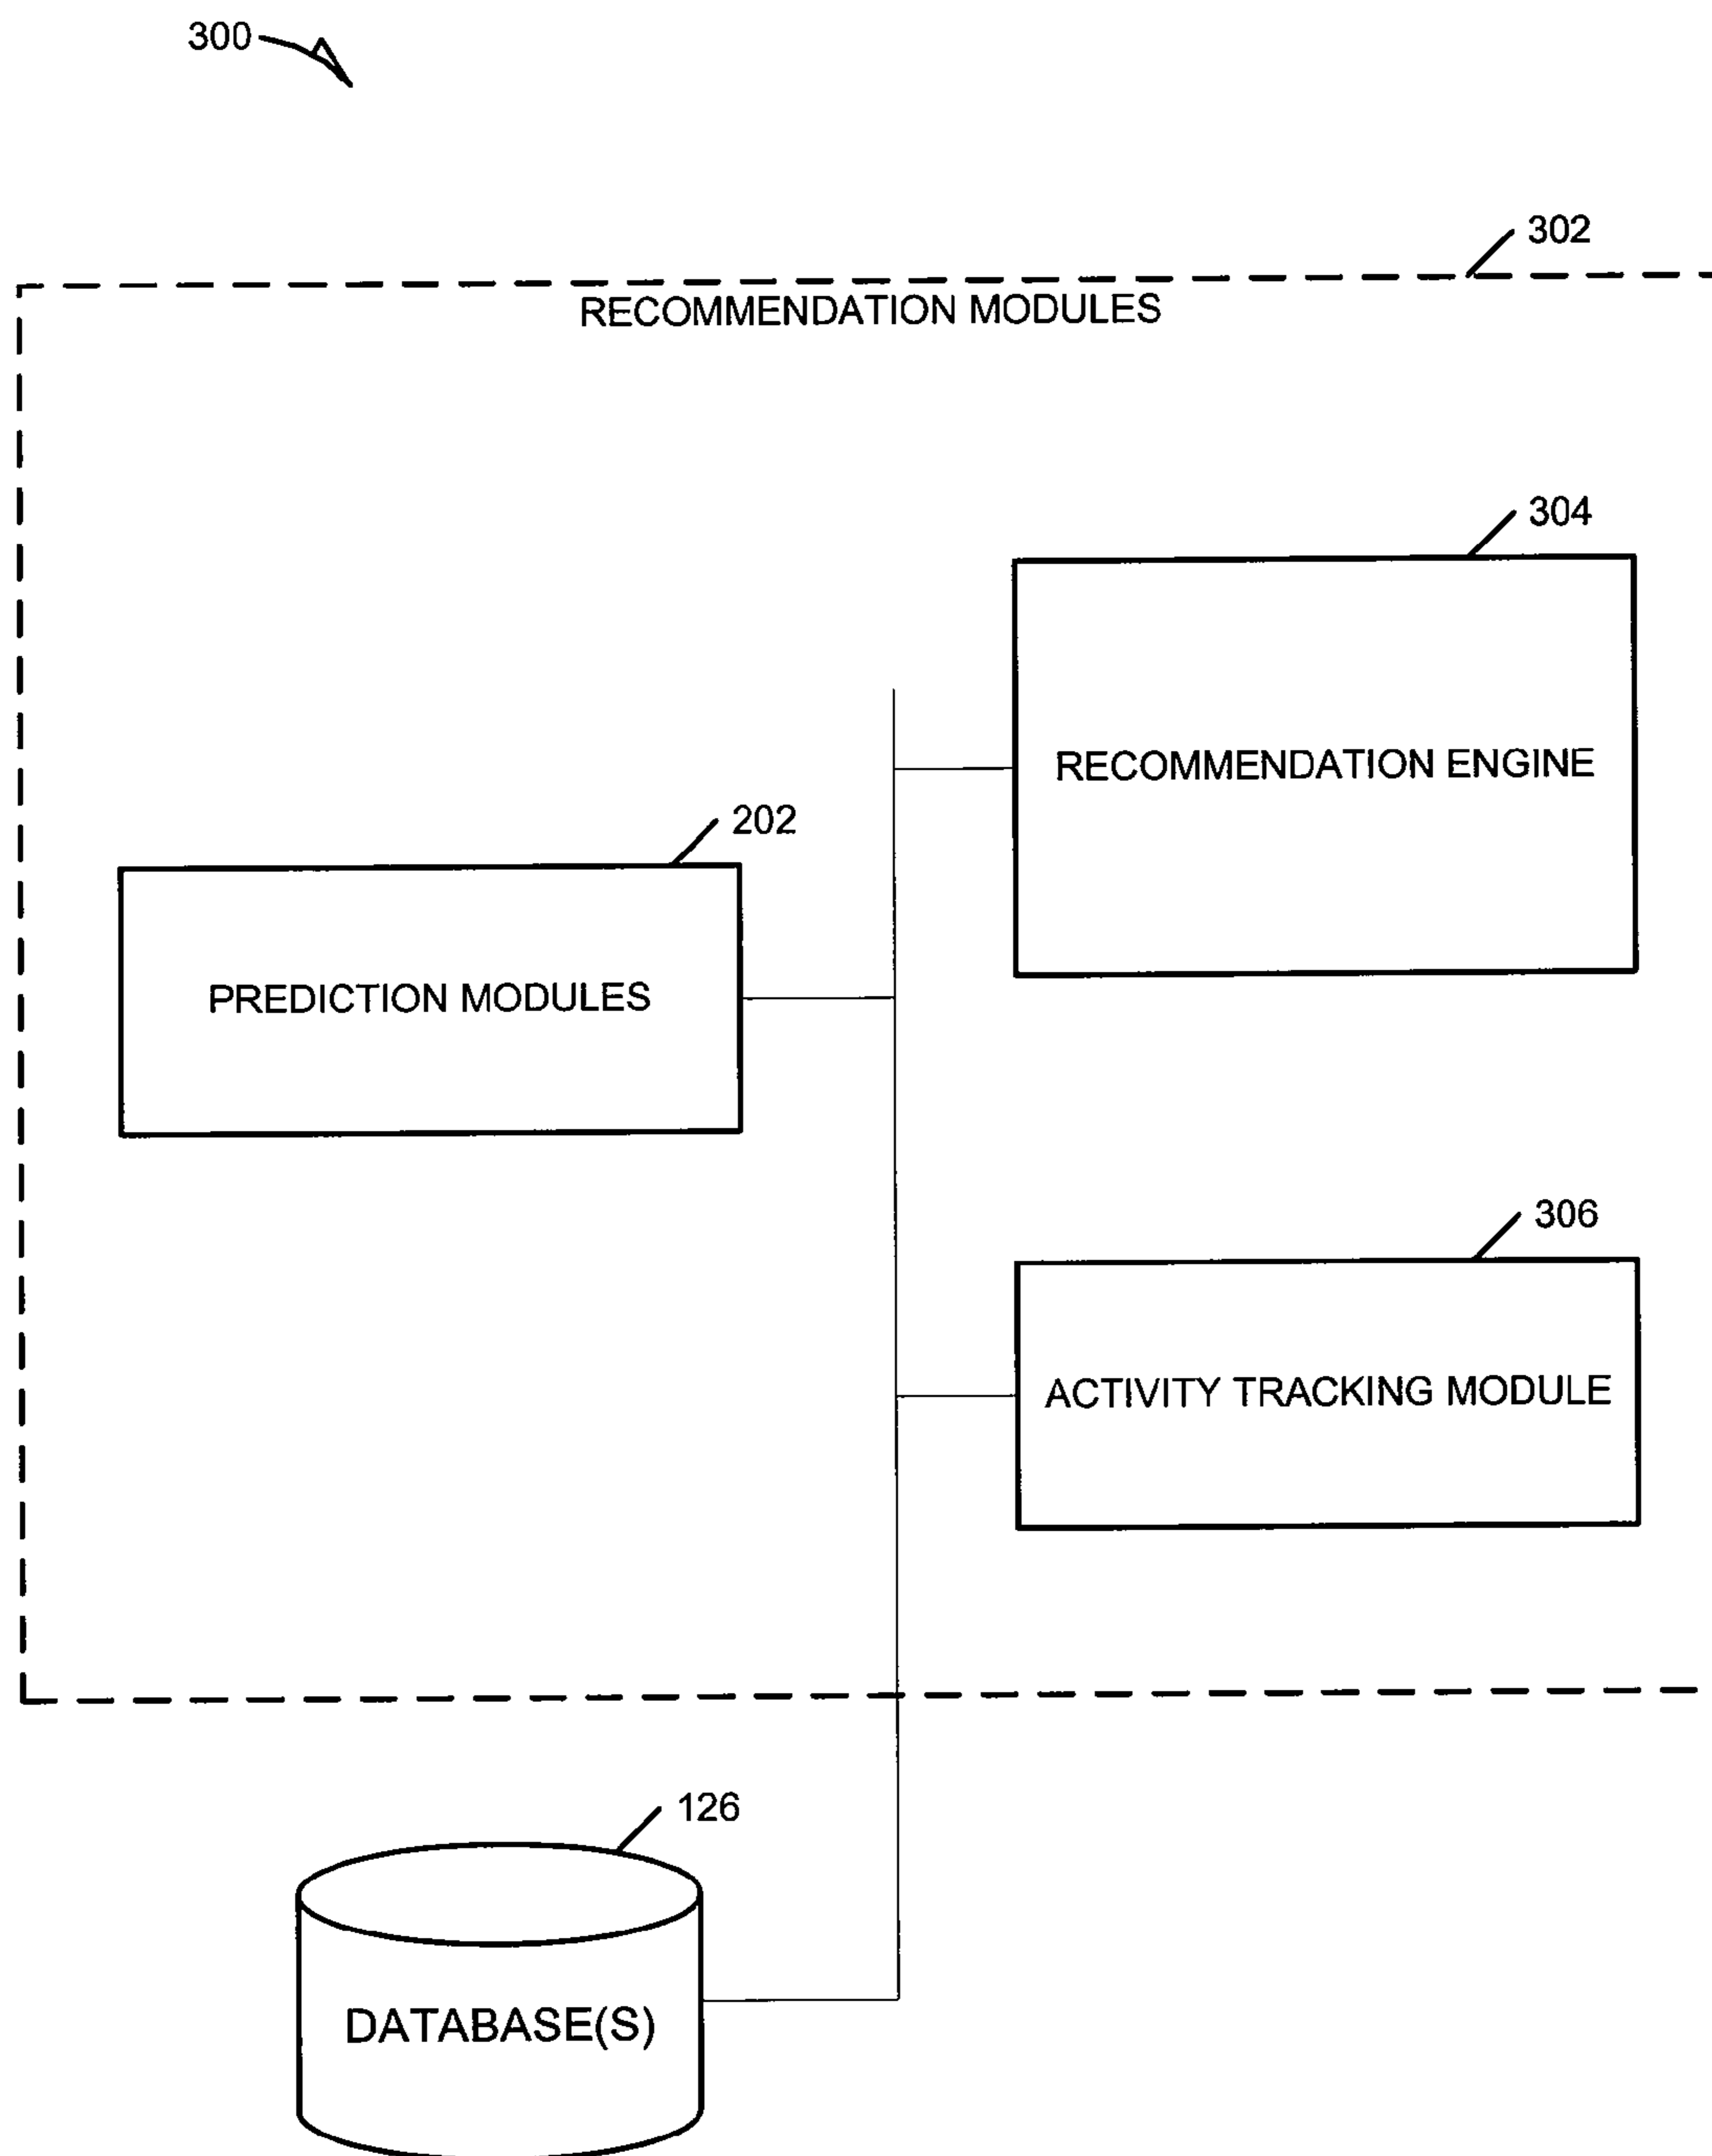 300
302
RECOMMENDATION MODULES
304
RECOMMENDATION ENGINE
202
PREDICTION MODULES
306
ACTIVITY TRACKING MODULE
126
DATABASE(S)